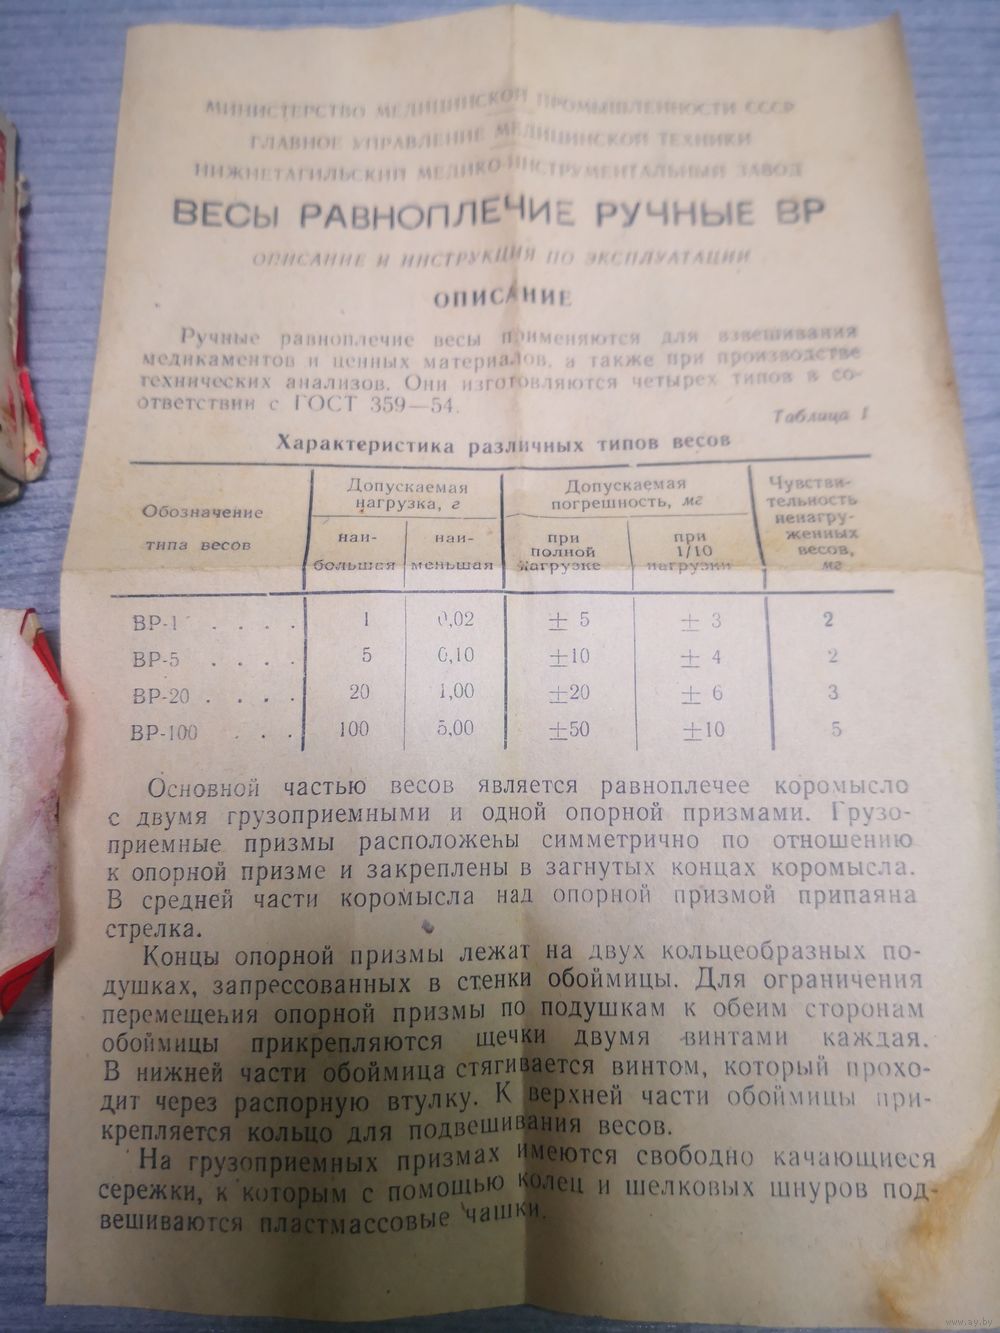 МИНИСТЕРСТВО МЕДИЦИНСКОЙ ПРОМЫШЛЕННОСТИ СССР
ГЛАВНОЕ УПРАВЛЕНИЕ МЕДИЦИНСКОЙ ТЕХНИКИ
НИЖНЕТАГИЛЬСКИЙ МЕДИКО-ИНСТРУМЕНТАЛЬНЫЙ ЗАВОД
ВЕСЫ РАВНОПЛЕЧИЕ РУЧНЫЕ ВР
ОПИСАНИЕ И ИНСТРУКЦИЯ ПО ЭКСПЛУАТАЦИИ
ОПИСАНИЕ
Ручные равноплечие весы применяются для взвешивания
медикаментов и ценных материалов, а также при производстве
технических анализов. Они изготовляются четырех типов в со-
ответствии с ГОСТ 359—54.
Таблица 1
Характеристика различных типов весов
Обозначение
типа весов
Допускаемая
нагрузка, г
наи-
большая
наи-
меньшая
Допускаемая
погрешность, мг
при
полной
нагрузке
при
1/10
нагрузки
Чувстви-
тельность
ненагру-
женных
весов,
мг
ВР-1 . . . . 1 0,02 ± 5 ± 3 2
ВР-5 . . . . 5 0,10 ±10 ± 4 2
ВР-20 . . . . 20 1,00 ±20 ± 6 3
ВР-100 . . . 100 5,00 ±50 ±10 5
Основной частью весов является равноплечее коромысло
с двумя грузоприемными и одной опорной призмами. Грузо-
приемные призмы расположены симметрично по отношению
к опорной призме и закреплены в загнутых концах коромысла.
В средней части коромысла над опорной призмой припаяна
стрелка.
Концы опорной призмы лежат на двух кольцеобразных по-
душках, запрессованных в стенки обоймицы. Для ограничения
перемещения опорной призмы по подушкам к обеим сторонам
обоймицы прикрепляются щечки двумя винтами каждая.
В нижней части обоймица стягивается винтом, который прохо-
дит через распорную втулку. К верхней части обоймицы при-
крепляется кольцо для подвешивания весов.
На грузоприемных призмах имеются свободно качающиеся
сережки, к которым с помощью колец и шелковых шнуров под-
вешиваются пластмассовые чашки.
www.ay.by